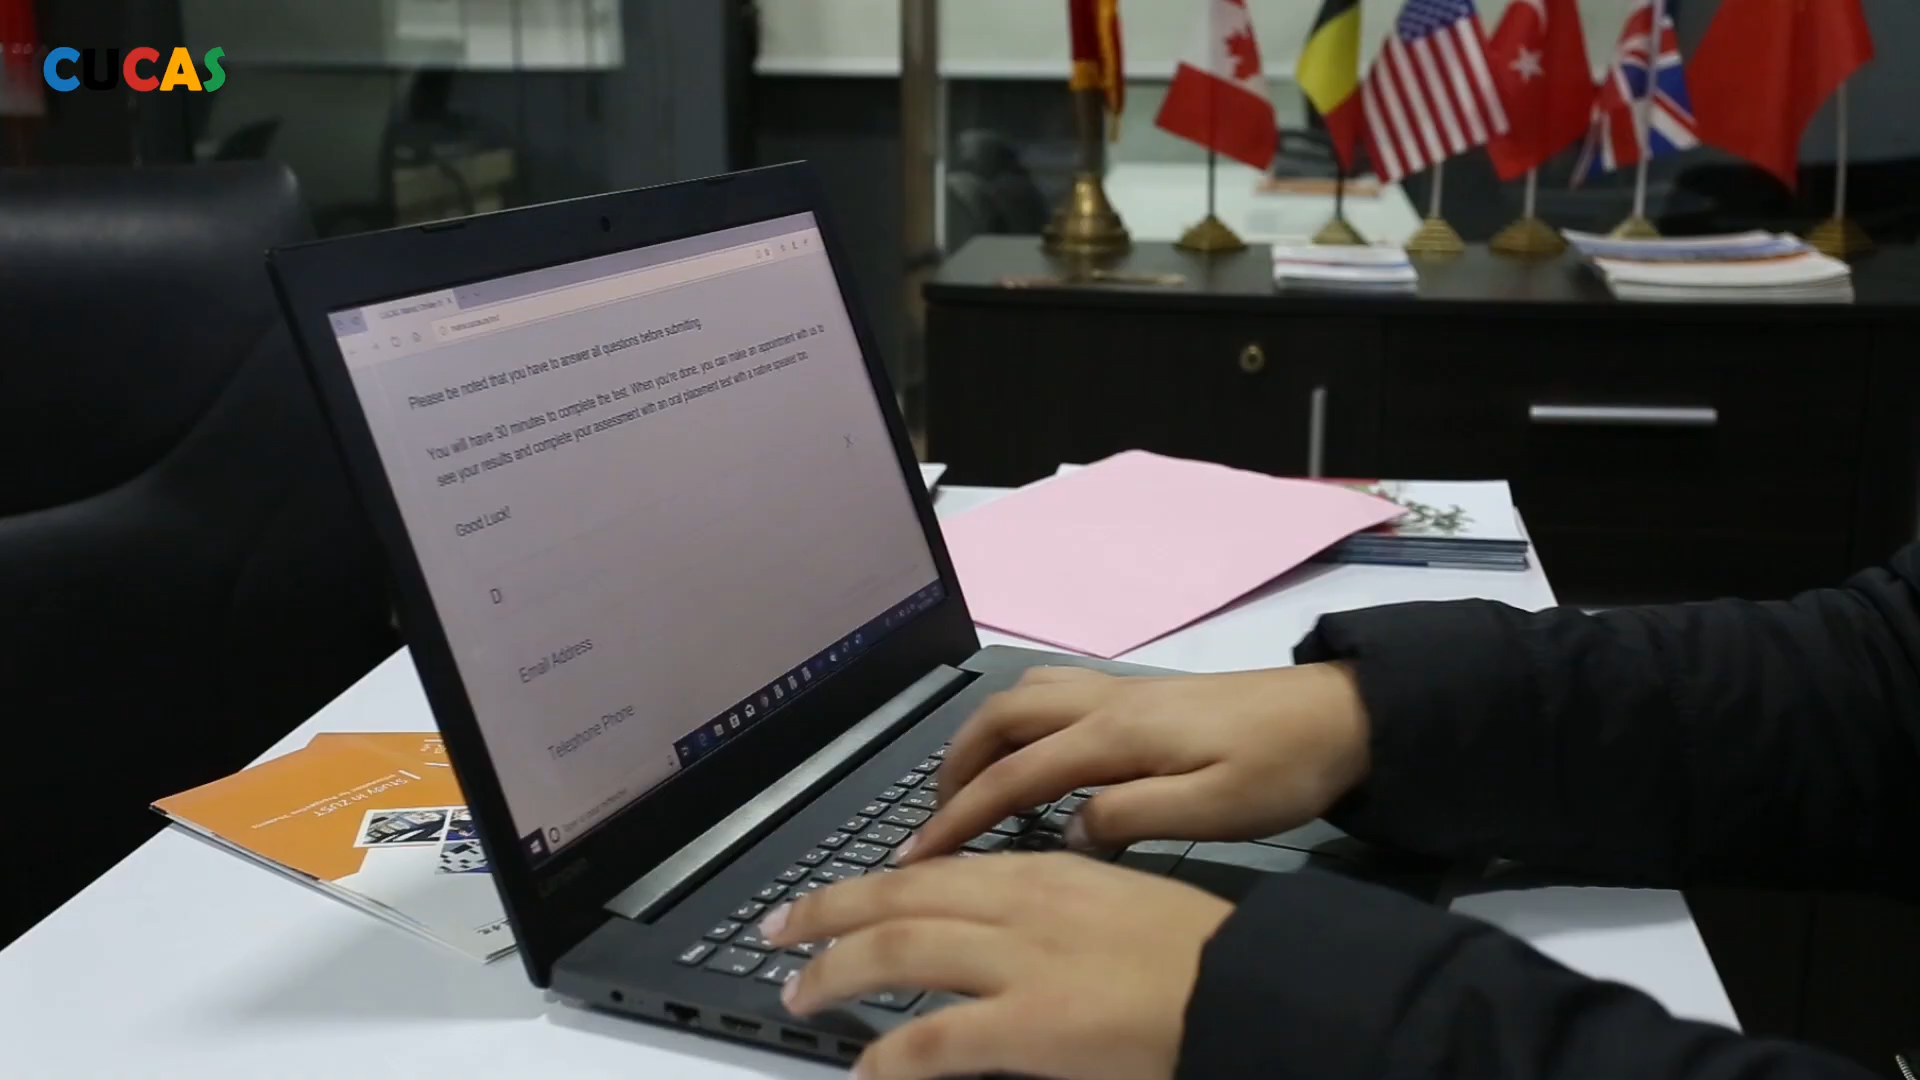 CUCAS
Please be noted that you have to answer all questions before submitting.
You will have 30 minutes to complete the test. When you're done, you can make an appointment with us to
see your results and complete your assessment with an oral placement test with a native speaker too
Good Luck!
D
Email Address
Telephone Phone
Study in ZUST